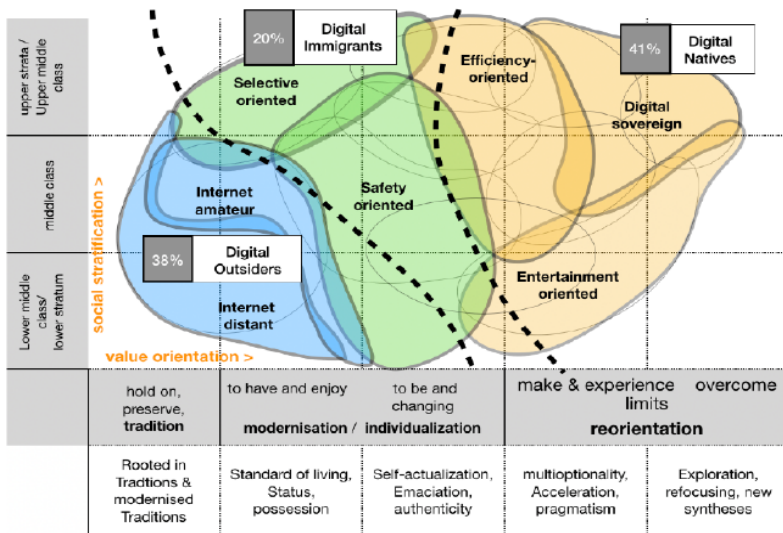 upper strata /
Upper middle
class
middle class
Lower middle
class/
lower stratum
social stratification >
value orientation >
20%
Digital
Immigrants
41%
Digital
Natives
38%
Digital
Outsiders
Selective
oriented
Efficiency-
oriented
Digital
sovereign
Internet
amateur
Safety
oriented
Internet
distant
Entertainment
oriented
hold on,
preserve,
tradition
to have and enjoy
to be and
changing
modernisation / individualization
make & experience overcome
limits
reorientation
Rooted in
Tradtions &
modernised
Traditions
Standard of living,
Status,
possession
Self-actualization,
Emaciation,
authenticity
multioptionality,
Acceleration,
pragmatism
Exploration,
refocusing, new
syntheses